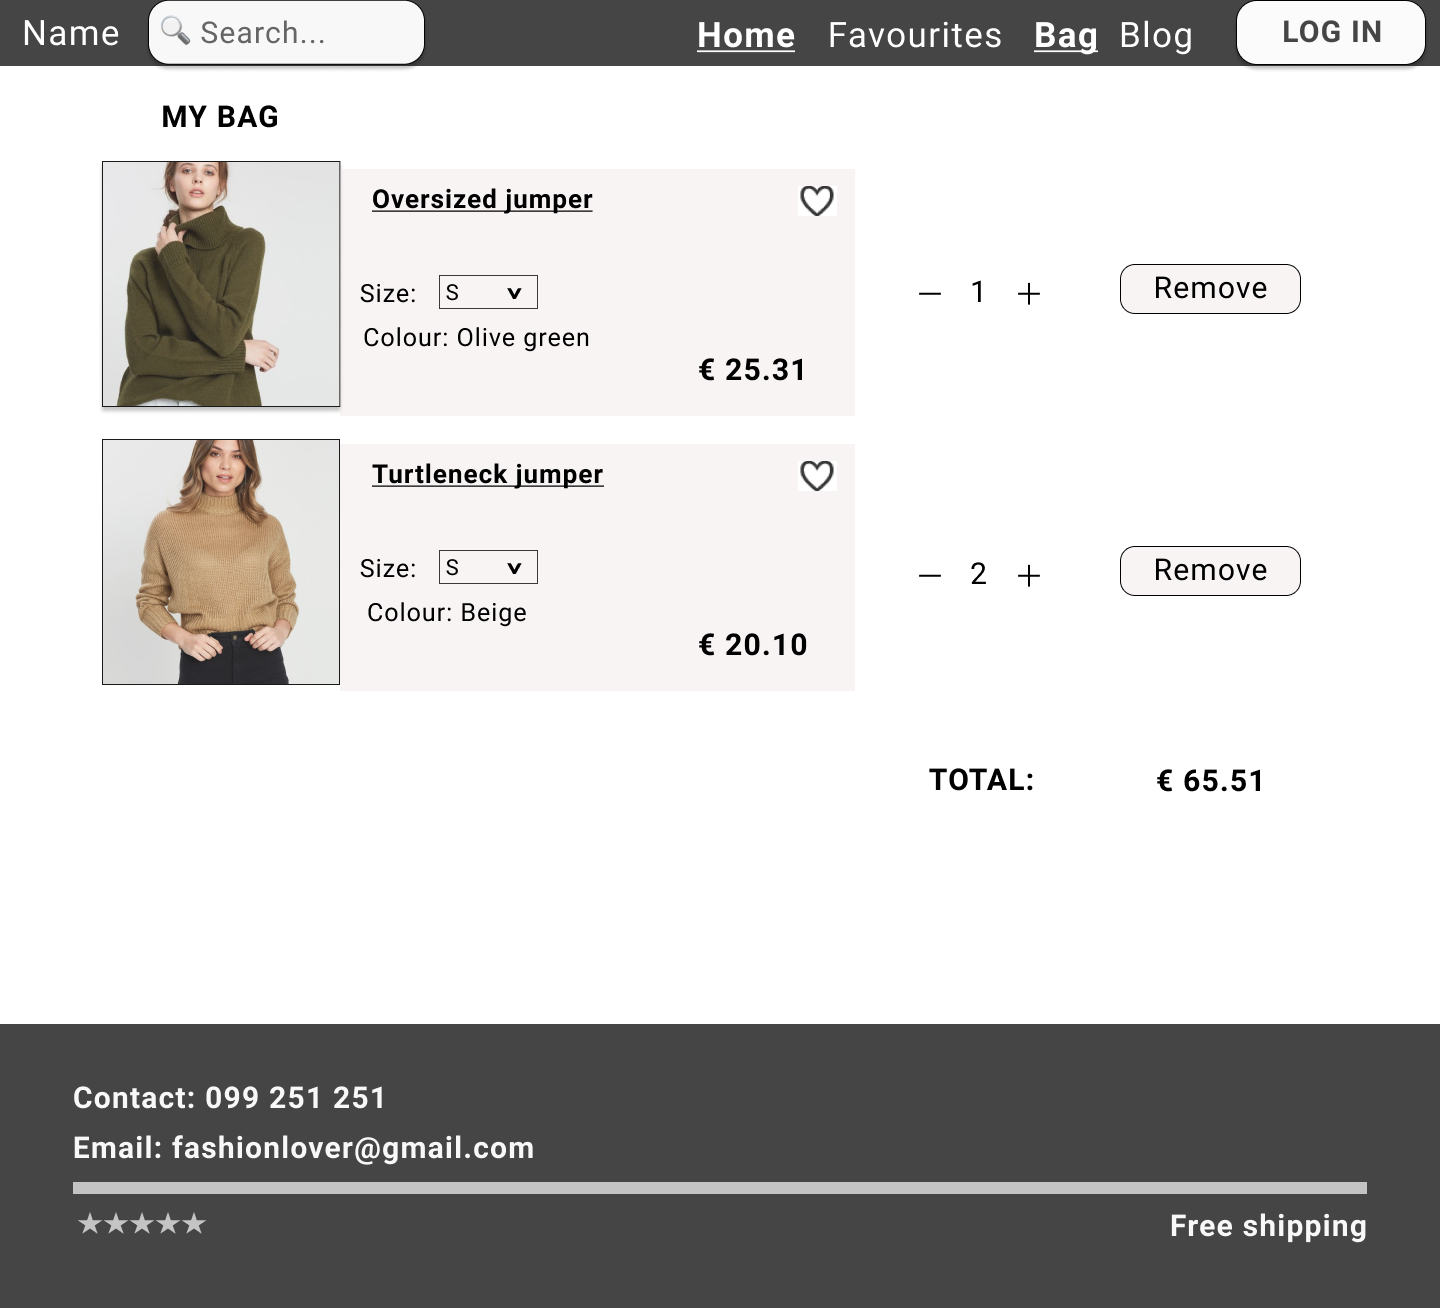 Name Search... Home Favourites Bag Blog LOG IN
MY BAG
Oversized jumper
Size: S
1
Remove
Colour: Olive green
€ 25.31
Turtleneck jumper
Size: S
2
Remove
Colour: Beige
€ 20.10
TOTAL: € 65.51
Contact: 099 251 251
Email: fashionlover@gmail.com
★★★★★ Free shipping